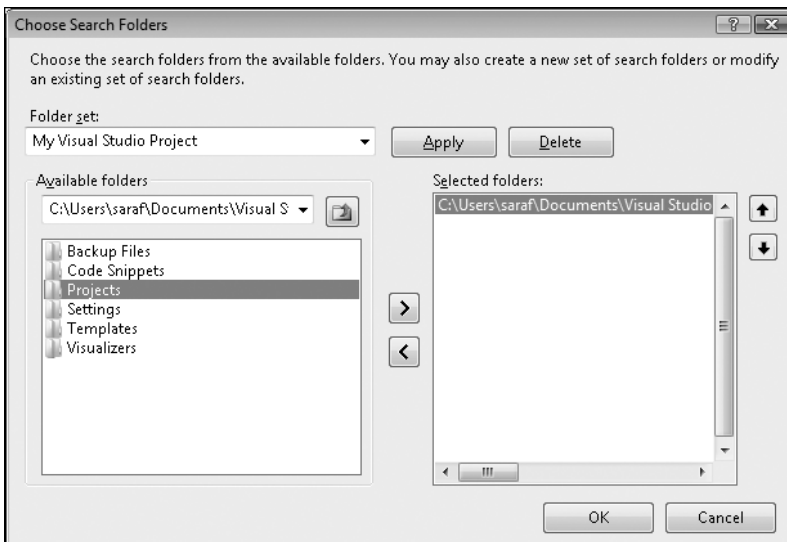 Choose Search Folders
Choose the search folders from the available folders. You may also create a new set of search folders or modify
an existing set of search folders.
Folder set:
My Visual Studio Project
Apply
Delete
Available folders
C:\Users\saraf\Documents\Visual S
Backup Files
Code Snippets
Projects
Settings
Templates
Visualizers
Selected folders:
C:\Users\saraf\Documents\Visual Studio
OK
Cancel